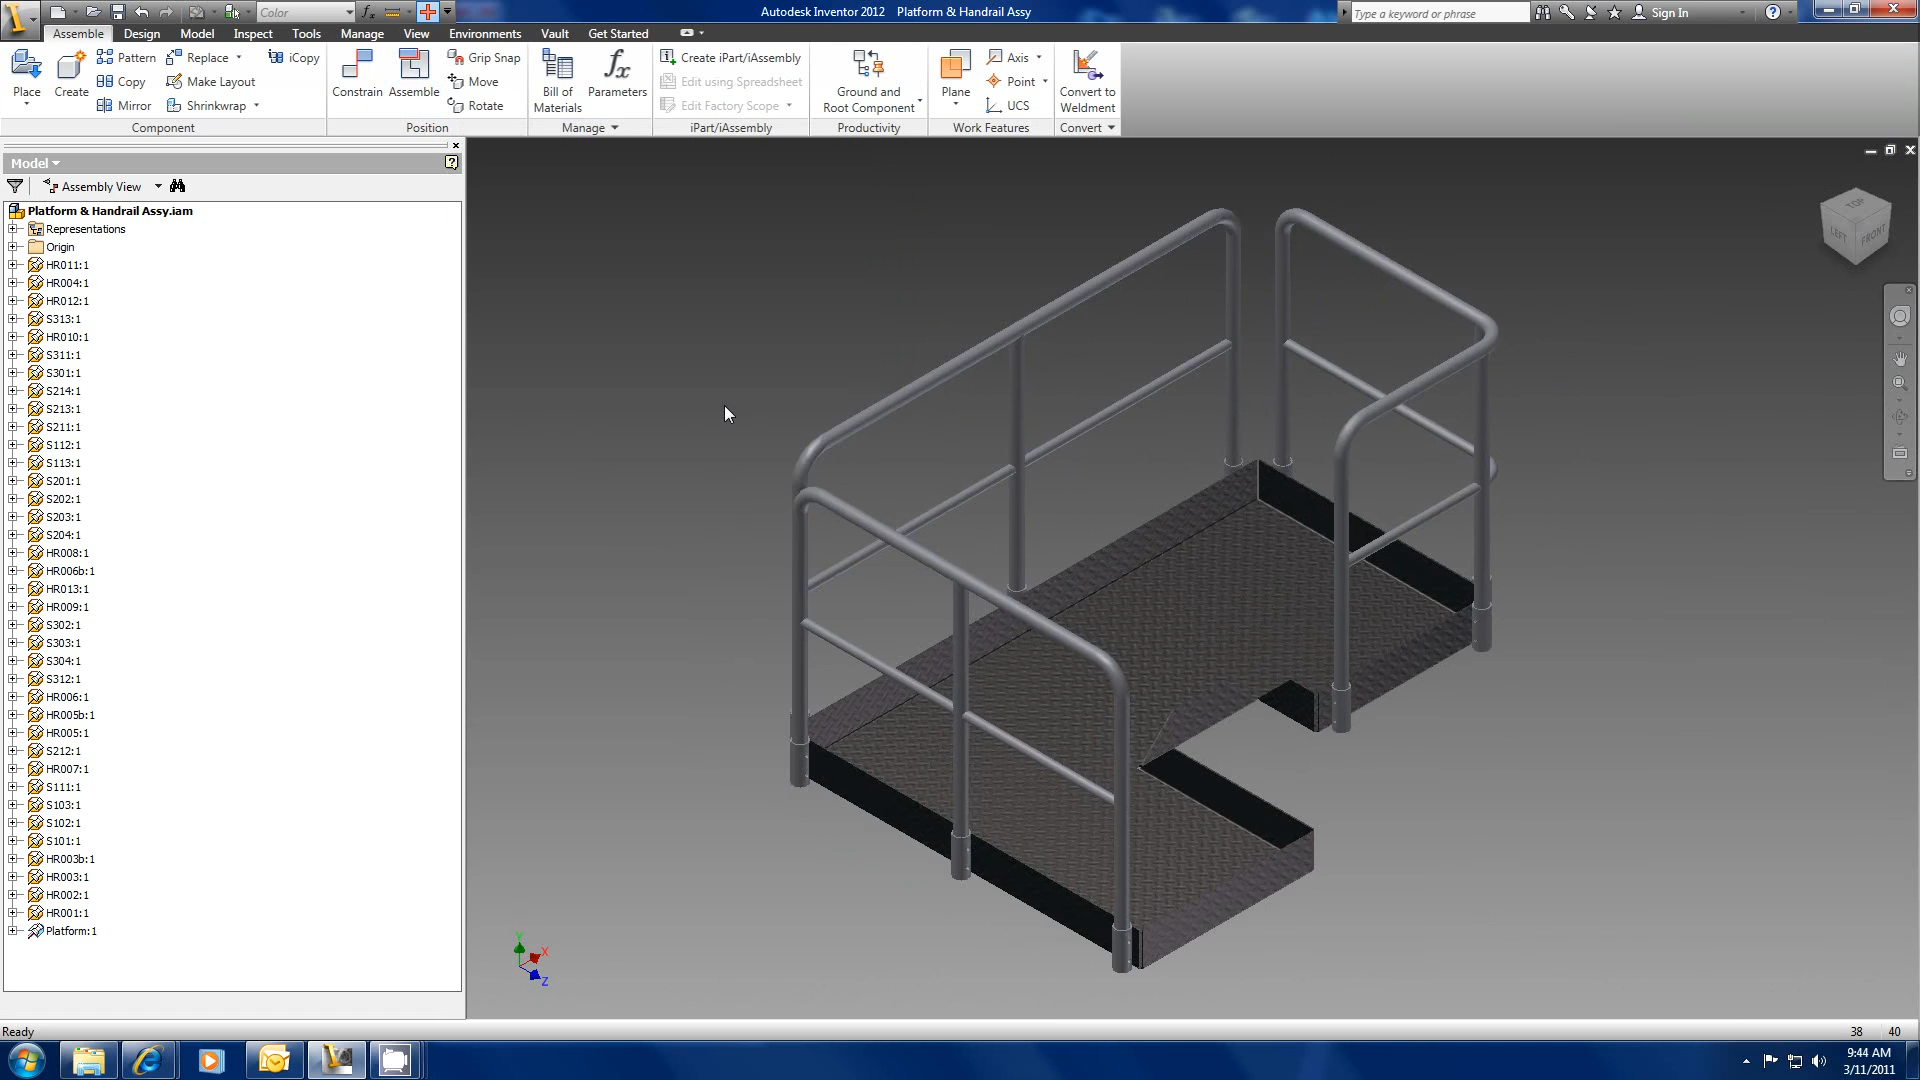 Color
Autodesk Inventor 2012 Platform & Handrail Assy
Type a keyword or phrase
Sign In
Assemble Design Model Inspect Tools Manage View Environments Vault Get Started
Place
Create
Pattern
Copy
Mirror
Replace
Make Layout
Shrinkwrap
iCopy
Component
Constrain
Assemble
Grip Snap
Move
Rotate
Position
Bill of
Materials
Parameters
Manage
Create iPart/iAssembly
Edit using Spreadsheet
Edit Factory Scope
iPart/iAssembly
Ground and
Root Component
Productivity
Plane
Axis
Point
UCS
Work Features
Convert to
Weldment
Convert
Model
Assembly View
Platform & Handrail Assy.iam
Representations
Origin
HR011:1
HR004:1
HR012:1
S313:1
HR010:1
S311:1
S301:1
S214:1
S213:1
S211:1
S112:1
S113:1
S201:1
S202:1
S203:1
S204:1
HR008:1
HR006b:1
HR013:1
HR009:1
S302:1
S303:1
S304:1
S312:1
HR006:1
HR005b:1
HR005:1
S212:1
HR007:1
S111:1
S103:1
S102:1
S101:1
HR003b:1
HR003:1
HR002:1
HR001:1
Platform:1
TOP
LEFT
FRONT
Y
X
Z
Ready
38 40
9:44 AM
3/11/2011